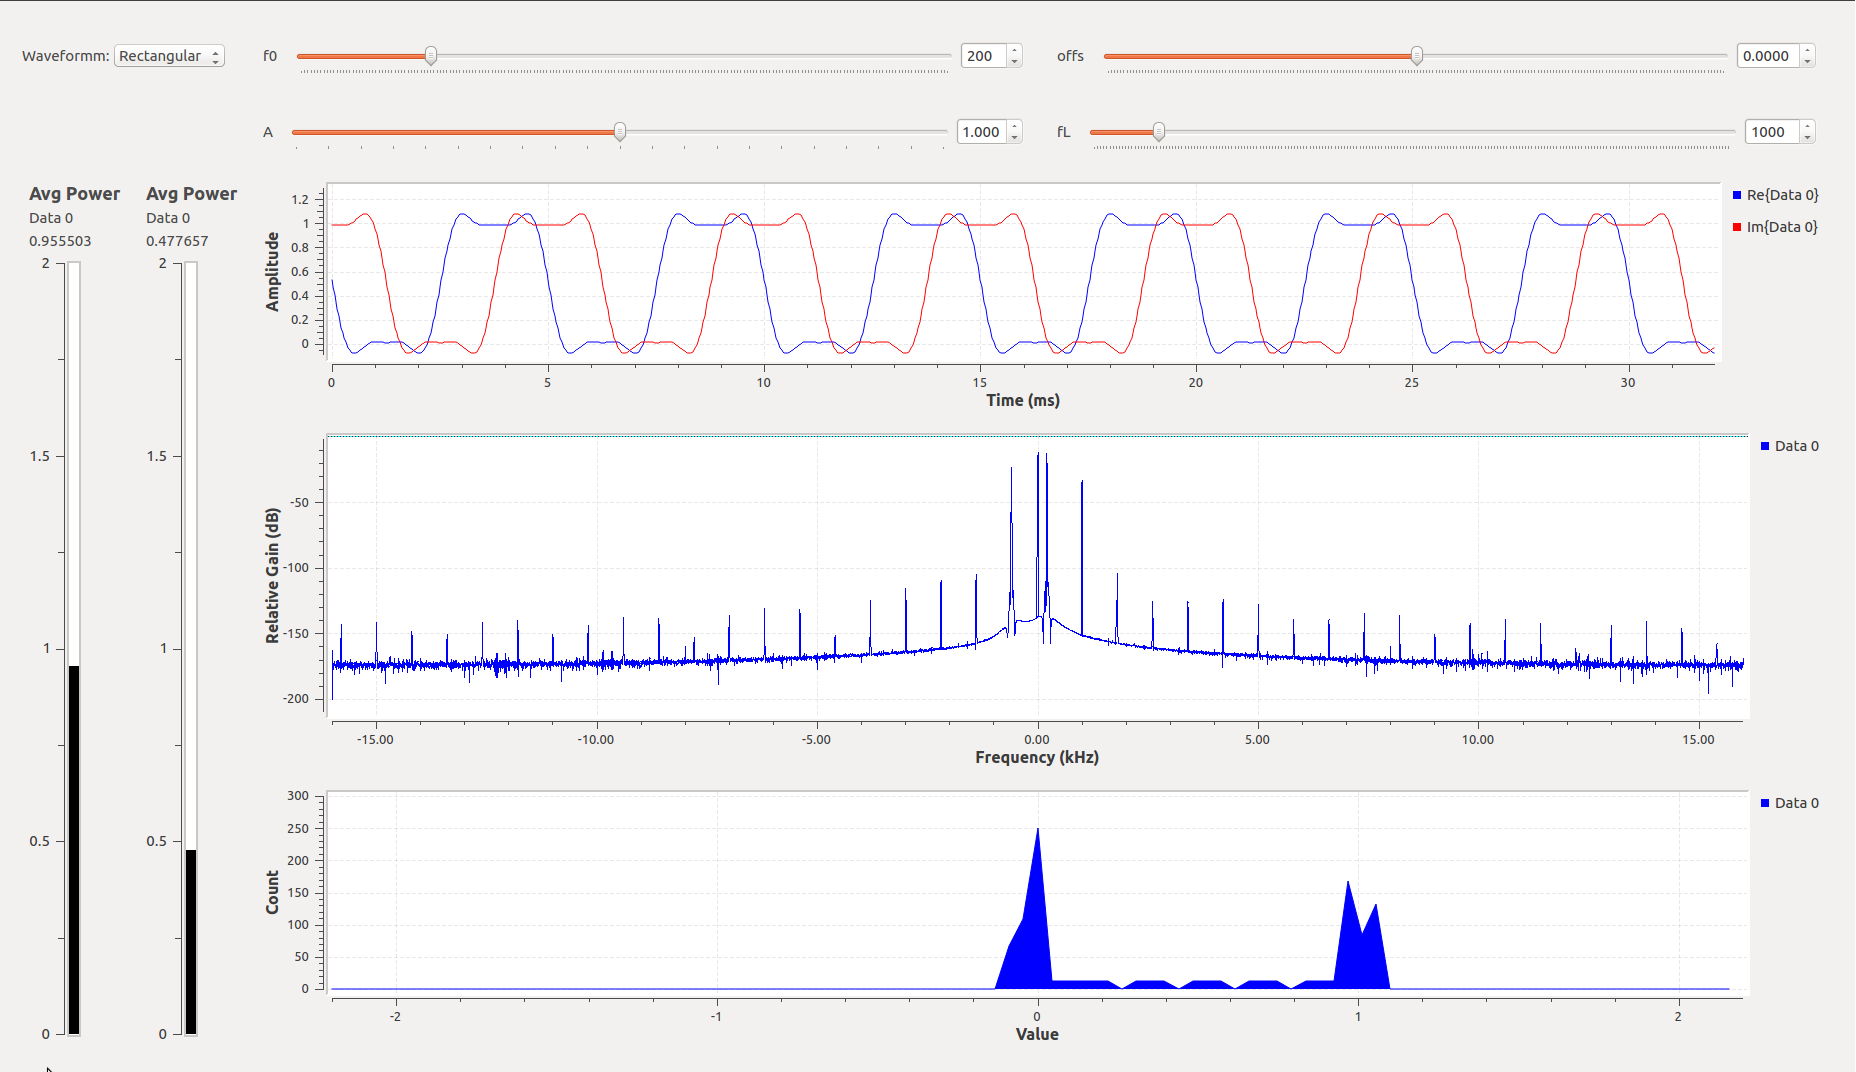 Waveformm: Rectangular f0 200 offs 0.0000
A 1.000 fL 1000
Avg Power
Data 0
0.955503
2
1.5
1
0.5
0
Avg Power
Data 0
0.477657
2
1.5
1
0.5
0
Amplitude
1.2
1
0.8
0.6
0.4
0.2
0
0 5 10 15 20 25 30
Time (ms)
Re{Data 0}
Im{Data 0}
Relative Gain (dB)
-50
-100
-150
-200
-15.00 -10.00 -5.00 0.00 5.00 10.00 15.00
Frequency (kHz)
Data 0
Count
300
250
200
150
100
50
0
-2 -1 0 1 2
Value
Data 0